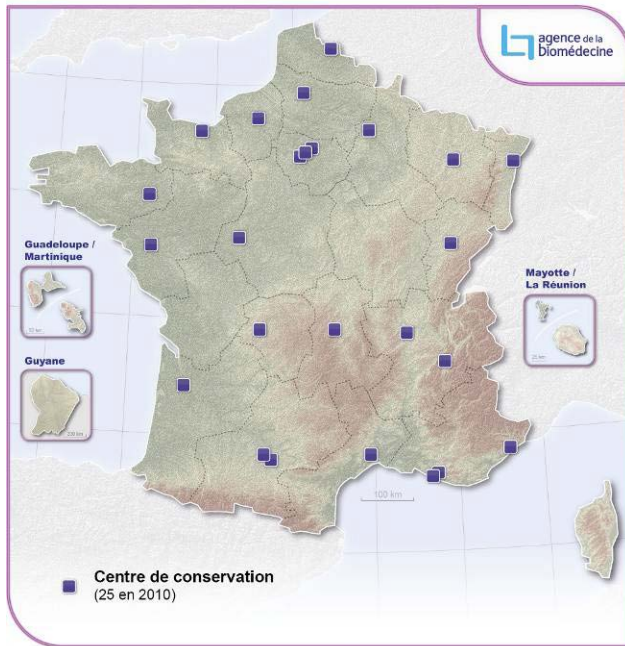 agence de la
biomédecine
Guadeloupe /
Martinique
Guyane
Mayotte /
La Réunion
100 km
Centre de conservation
(25 en 2010)